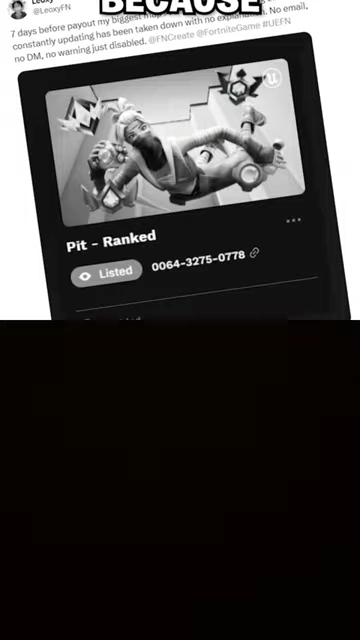 BECAUSE
Leoxy
@LeoxyFN
7 days before payout my biggest map
constantly updating has been taken down with no explanation. No email,
no DM, no warning just disabled. @FNCreate @FortniteGame #UEFN
Pit - Ranked
Listed 0064-3275-0778